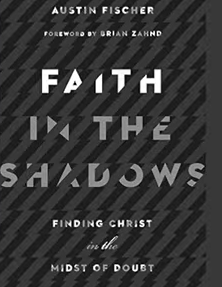 AUSTIN FISCHER
FOREWORD BY BRIAN ZAHND
FAITH
IN THE
SHADOWS
FINDING CHRIST
in the
MIDST OF DOUBT